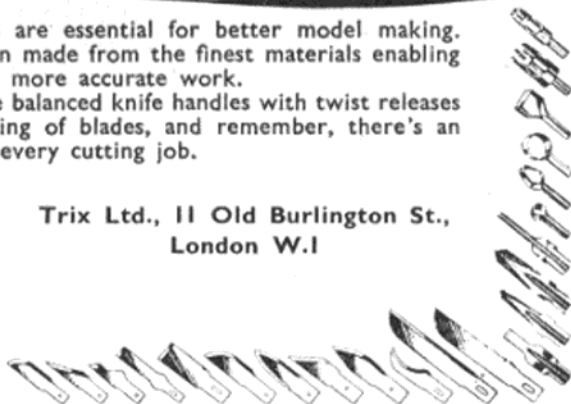 are essential for better model making.
made from the finest materials enabling
more accurate work.
balanced knife handles with twist releases
of blades, and remember, there's an
every cutting job.
Trix Ltd., 11 Old Burlington St.,
London W.1